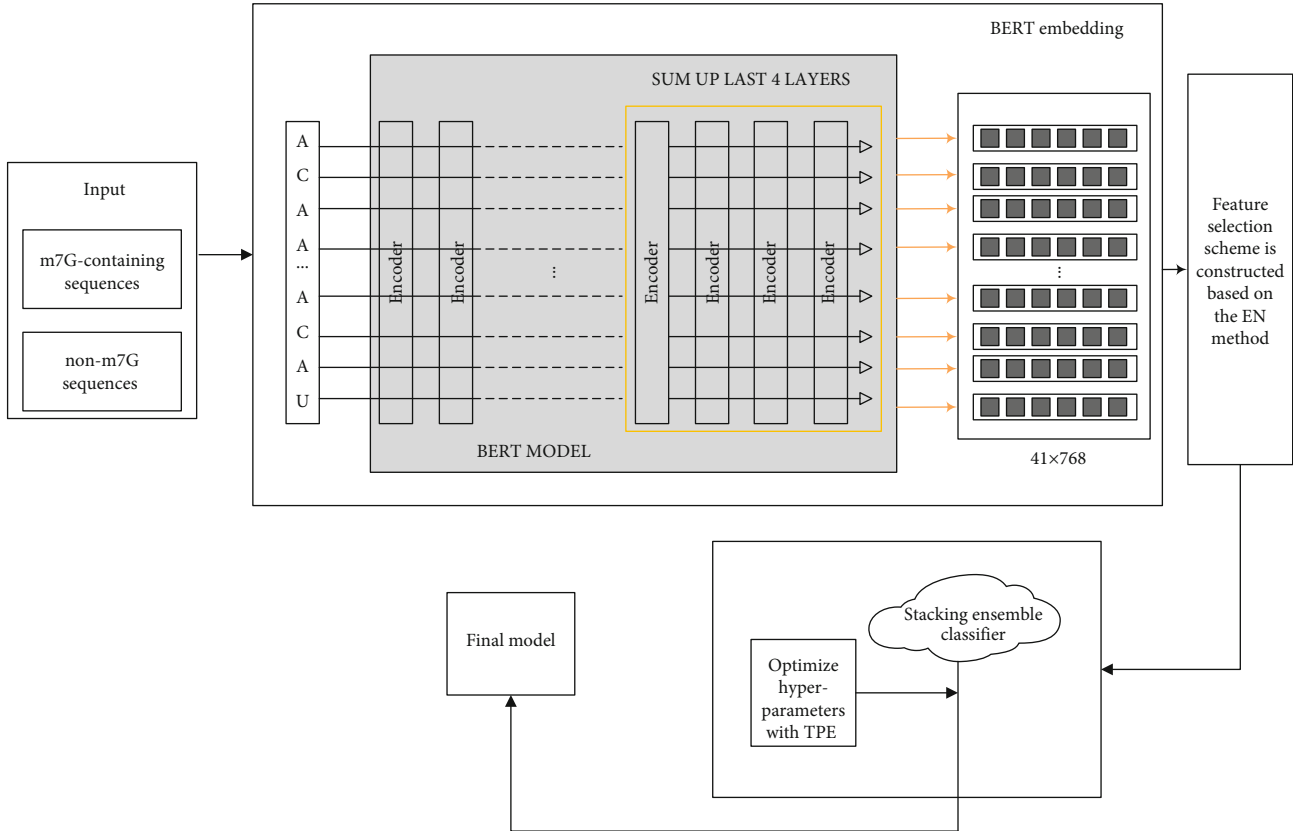 BERT embedding
SUM UP LAST 4 LAYERS
Input
m7G-containing
sequences
non-m7G
sequences
A
C
A
A
...
A
C
A
U
Encoder
Encoder
...
Encoder
Encoder
Encoder
Encoder
...
BERT MODEL
41×768
Feature
selection
scheme is
constructed
based on
the EN
method
Stacking ensemble
classifier
Optimize
hyper-
parameters
with TPE
Final model